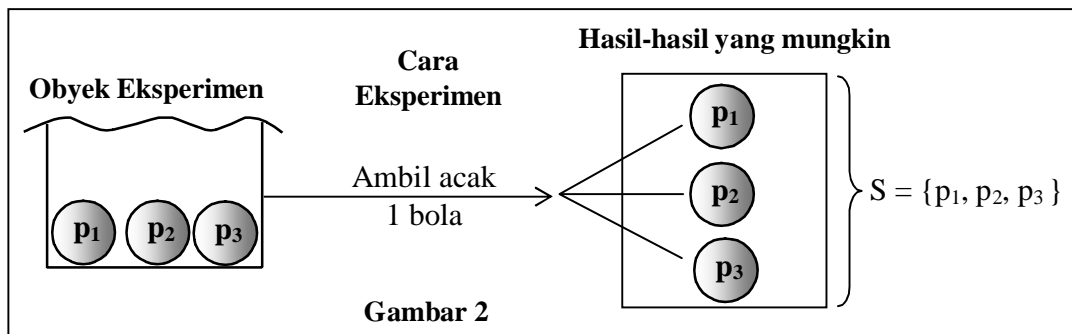 Obyek Eksperimen
p1 p2 p3
Cara
Eksperimen
Ambil acak
1 bola
Hasil-hasil yang mungkin
p1
p2
p3
S = {p1, p2, p3 }
Gambar 2